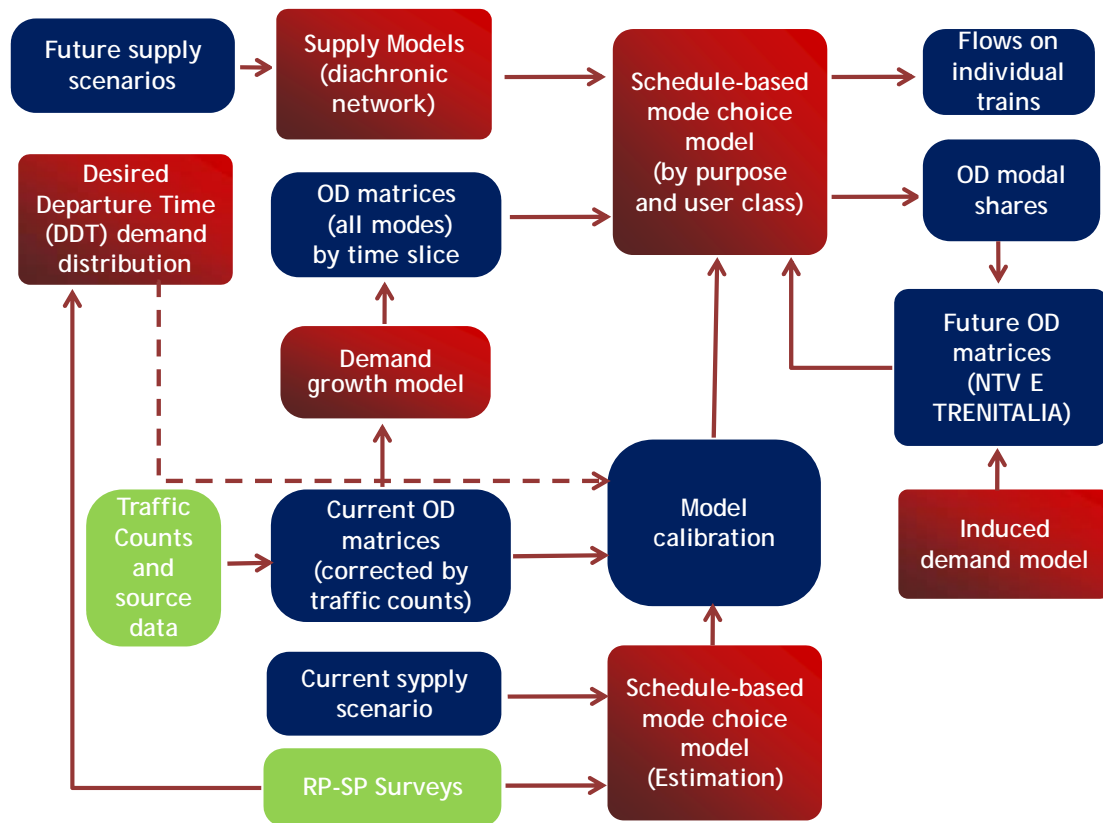 Future supply
scenarios
Supply Models
(diachronic
network)
Schedule-based
mode choice
model
(by purpose
and user class)
Flows on
individual
trains
Desired
Departure Time
(DDT) demand
distribution
OD matrices
(all modes)
by time slice
OD modal
shares
Demand
growth model
Future OD
matrices
(NTV E
TRENITALIA)
Traffic
Counts
and
source
data
Current OD
matrices
(corrected by
traffic counts)
Model
calibration
Induced
demand model
Current sypply
scenario
Schedule-based
mode choice
model
(Estimation)
RP-SP Surveys